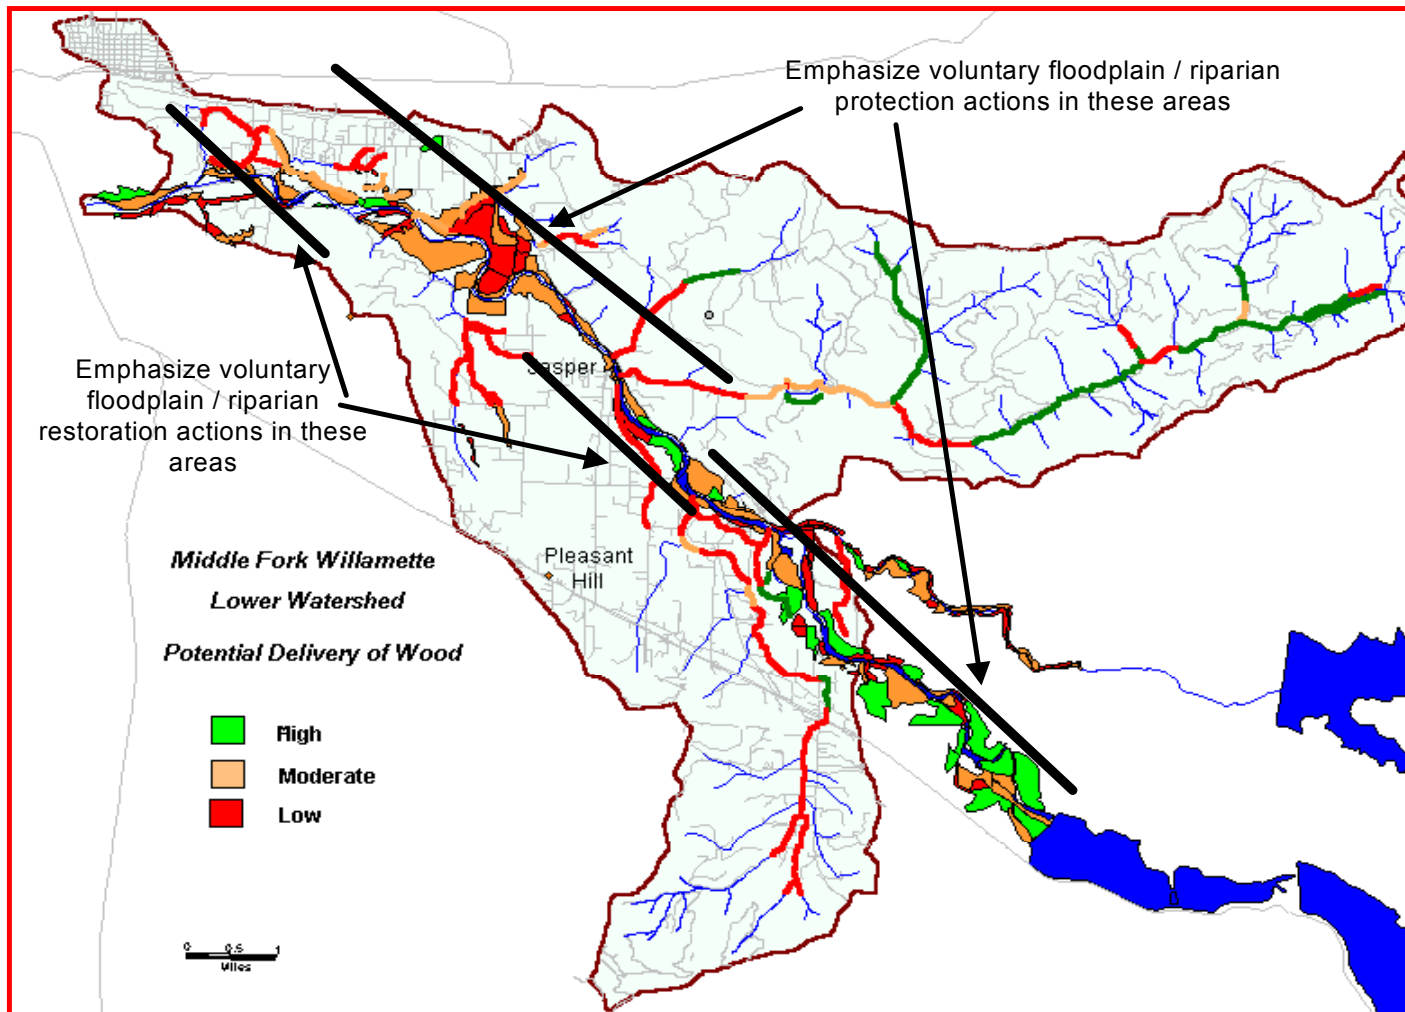 Emphasize voluntary floodplain / riparian
protection actions in these areas
Jasper
Emphasize voluntary
floodplain / riparian
restoration actions in these
areas
Pleasant
Hill
Middle Fork Willamette
Lower Watershed
Potential Delivery of Wood
High
Moderate
Low
0 0.5 1
Miles